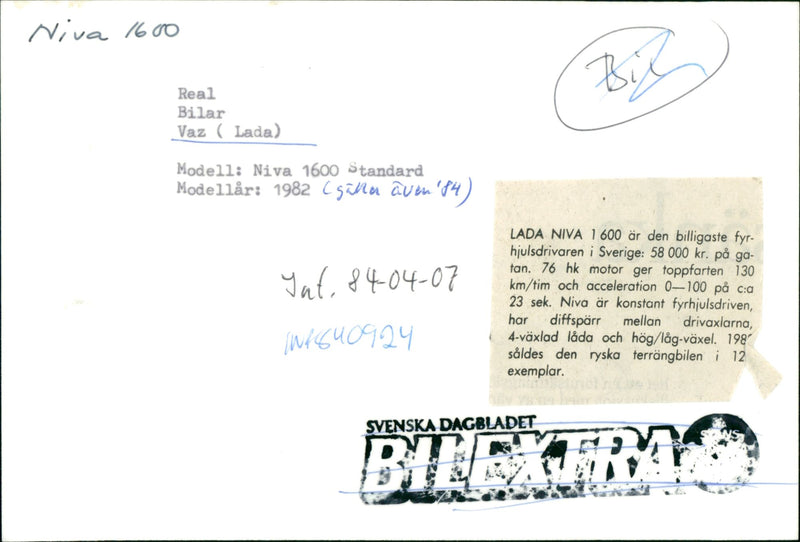 Niva 1600
Bil
Real
Bilar
Vaz ( Lada)
Modell: Niva 1600 Standard
Modellår: 1982 (gäller även '84)
LADA NIVA 1 600 är den billigaste fyr-
hjulsdrivaren i Sverige: 58 000 kr. på ga-
tan. 76 hk motor ger toppfarten 130
km/tim och acceleration 0—100 på c:a
23 sek. Niva är konstant fyrhjulsdriven,
har diffspärr mellan drivaxlarna,
4-växlad låda och hög/låg-växel. 198
såldes den ryska terrängbilen i 12
exemplar.
Inf. 84-04-07
INF840924
SVENSKA DAGBLADET
BILEXTRA